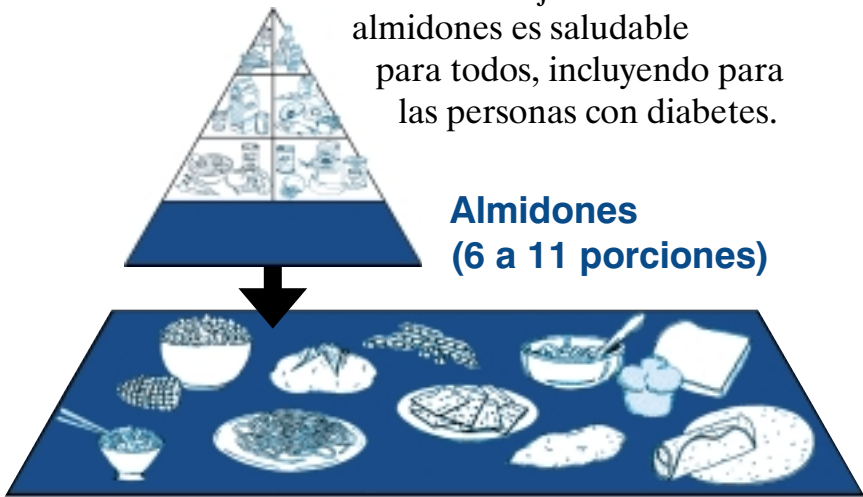 almidones es saludable
para todos, incluyendo para
las personas con diabetes.
Almidones
(6 a 11 porciones)